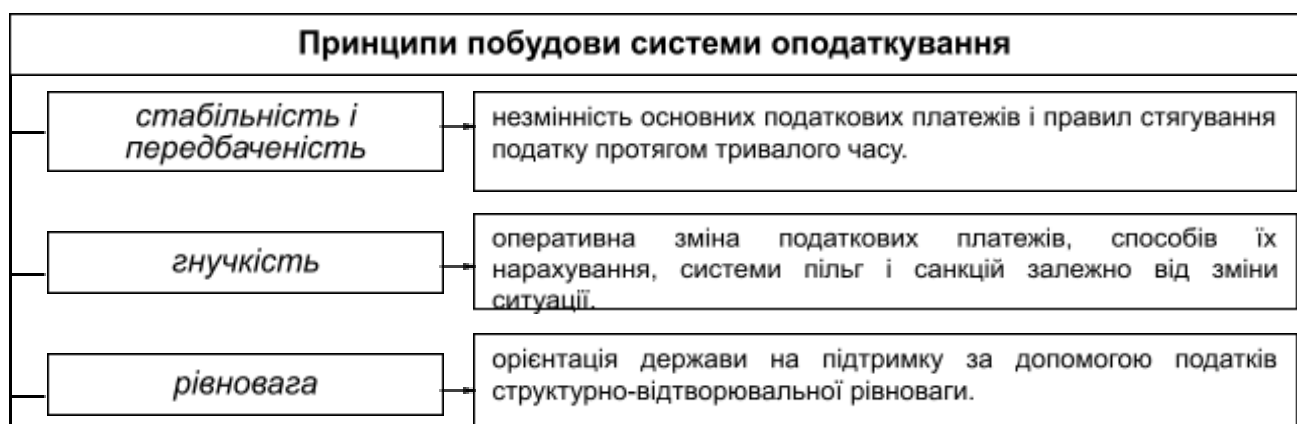 Принципи побудови системи оподаткування
стабільність і
передбаченість
незмінність основних податкових платежів і правил стягування
податку протягом тривалого часу.
гнучкість
оперативна зміна податкових платежів, способів їх
нарахування, системи пільг і санкцій залежно від зміни
ситуації.
рівновага
орієнтація держави на підтримку за допомогою податків
структурно-відтворювальної рівноваги.